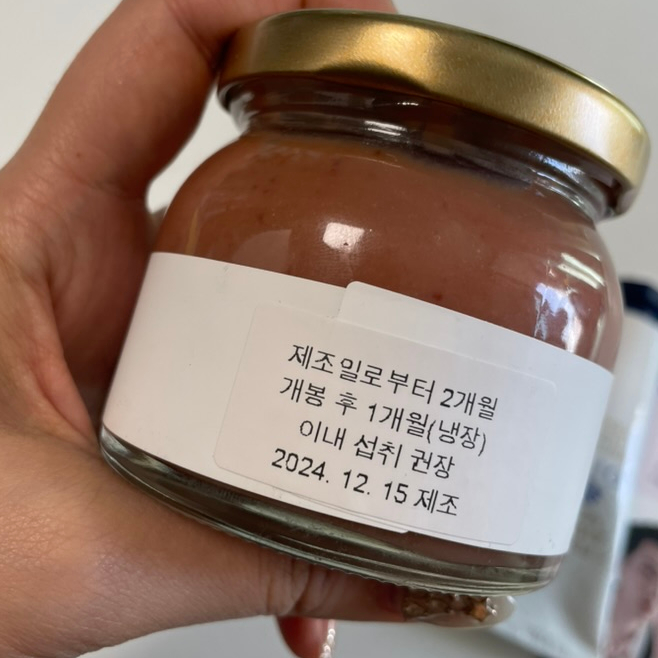 제조일로부터 2개월
개봉 후 1개월(냉장)
이내 섭취 권장
2024. 12. 15 제조